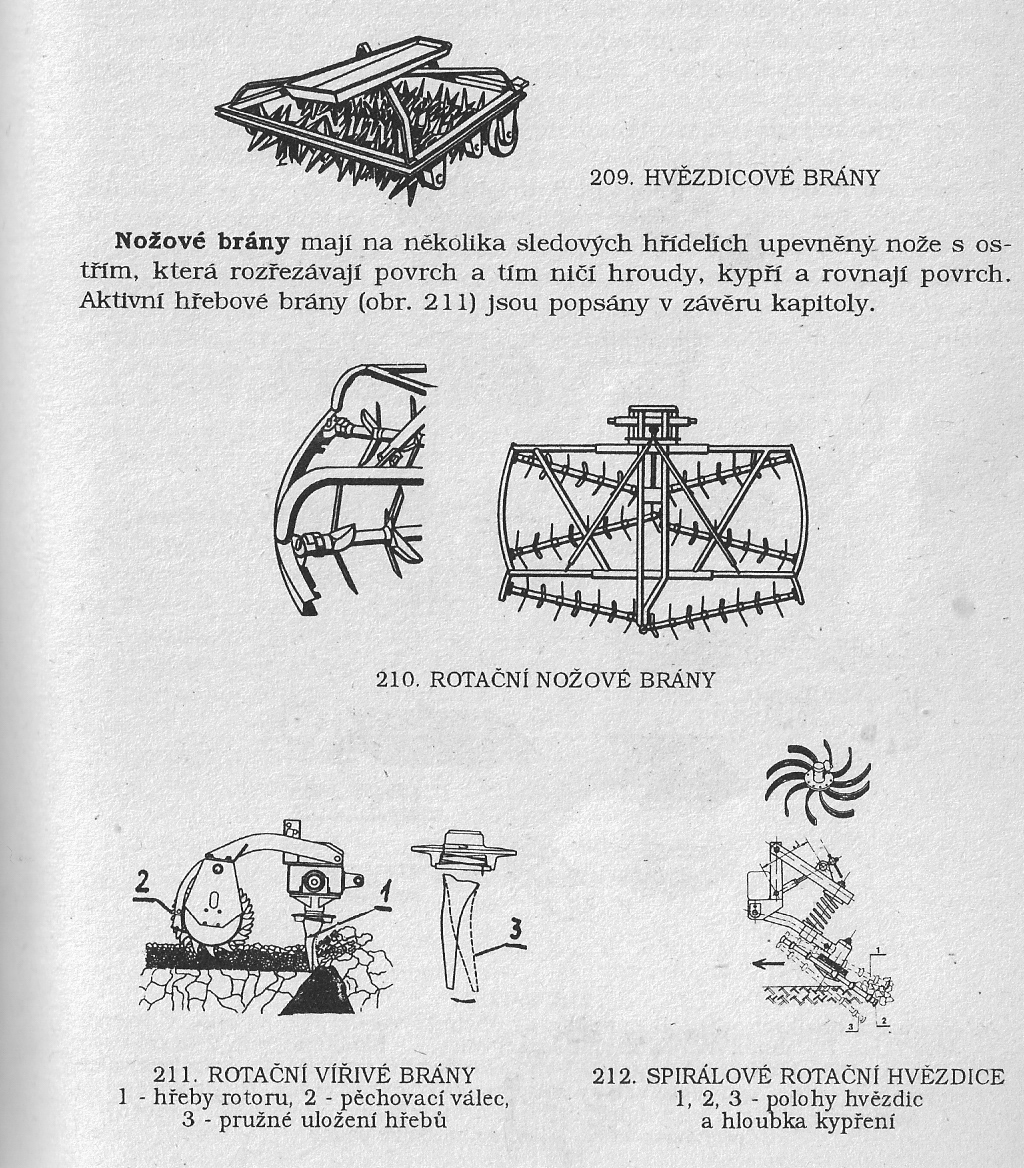 209. HVĚZDICOVÉ BRÁNY
Nožové brány mají na několika sledových hřídelích upevněny nože s os-
třím, která rozřezávají povrch a tím ničí hroudy, kypří a rovnají povrch.
Aktivní hřebové brány (obr. 211) jsou popsány v závěru kapitoly.
210. ROTAČNÍ NOŽOVÉ BRÁNY
2
1
3
1
2
3
211. ROTAČNÍ VÍŘIVÉ BRÁNY
1 - hřeby rotoru, 2 - pěchovací válec,
3 - pružné uložení hřebů
212. SPIRÁLOVÉ ROTAČNÍ HVĚZDICE
1, 2, 3 - polohy hvězdic
a hloubka kypření